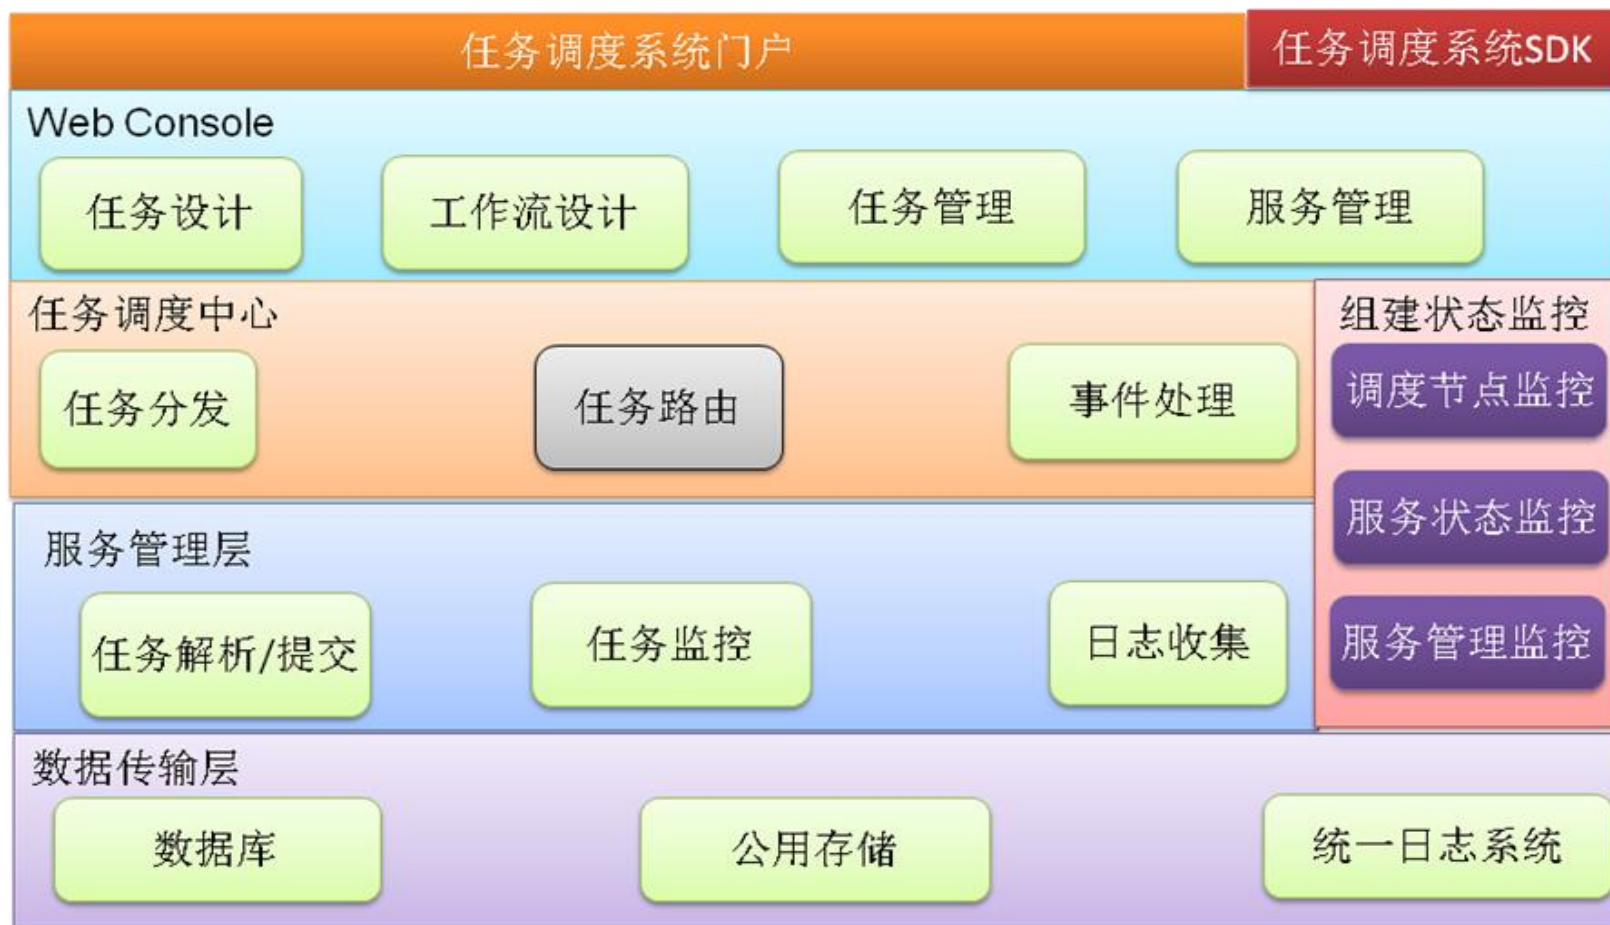 任务调度系统门户
任务调度系统SDK
Web Console
任务设计
工作流设计
任务管理
服务管理
任务调度中心
任务分发
任务路由
事件处理
组建状态监控
调度节点监控
服务状态监控
服务管理监控
服务管理层
任务解析/提交
任务监控
日志收集
数据传输层
数据库
公用存储
统一日志系统